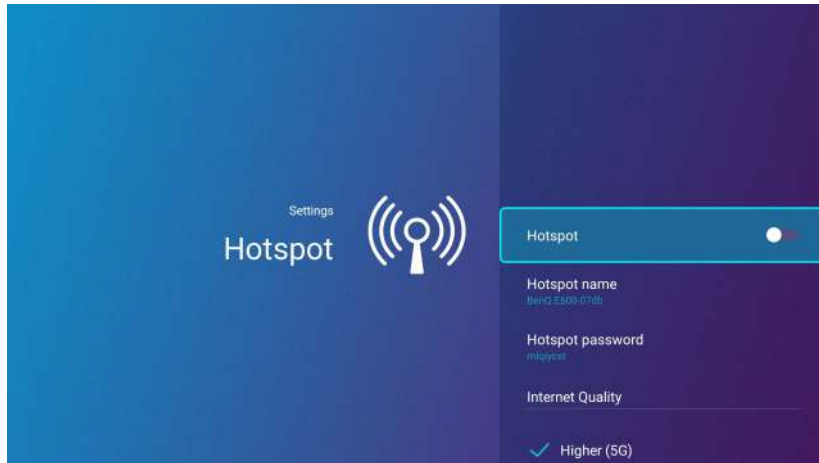 Settings
Hotspot
Hotspot
Hotspot name
BenQ E600-07db
Hotspot password
Internet Quality
Higher (5G)